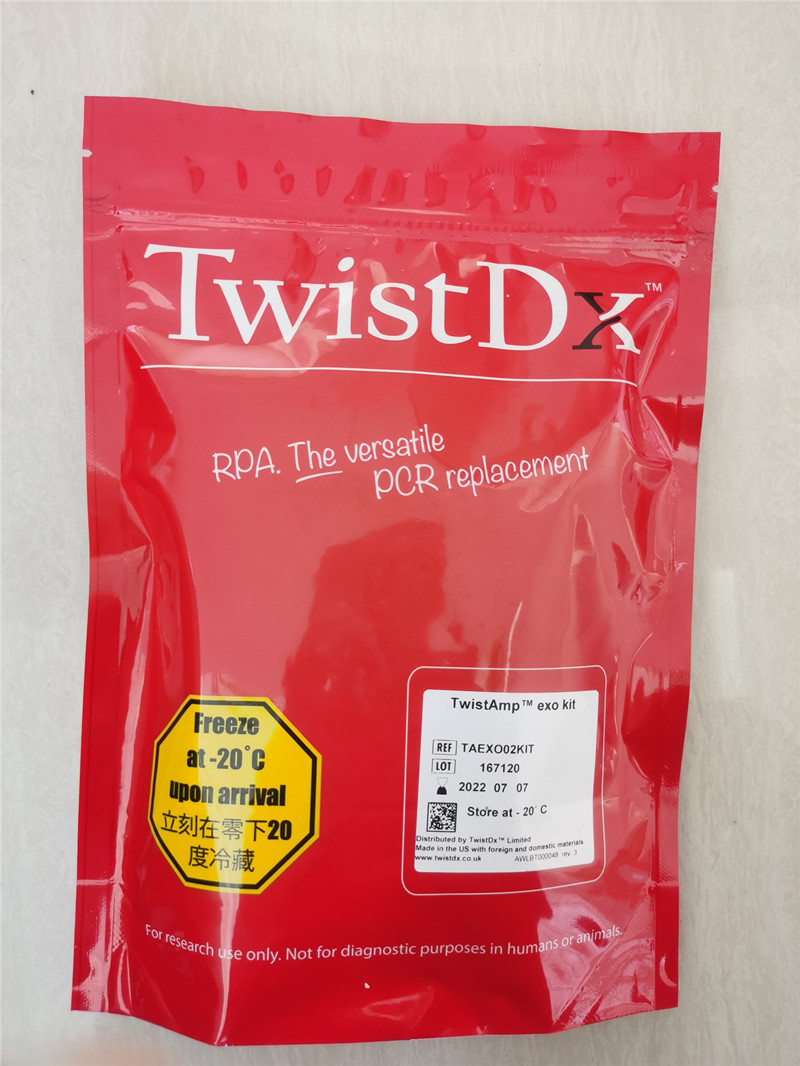 TwistDx™
RPA. The versatile
PCR replacement
Freeze
at -20°C
upon arrival
立刻在零下20
度冷藏
TwistAmp™ exo kit
REF TAEXO02KIT
LOT 167120
2022 07 07
Store at - 20° C
Distributed by TwistDx™ Limited
Made in the US with foreign and domestic materials
www.twistdx.co.uk AWLBT000048 rev 3
For research use only. Not for diagnostic purposes in humans or animals.